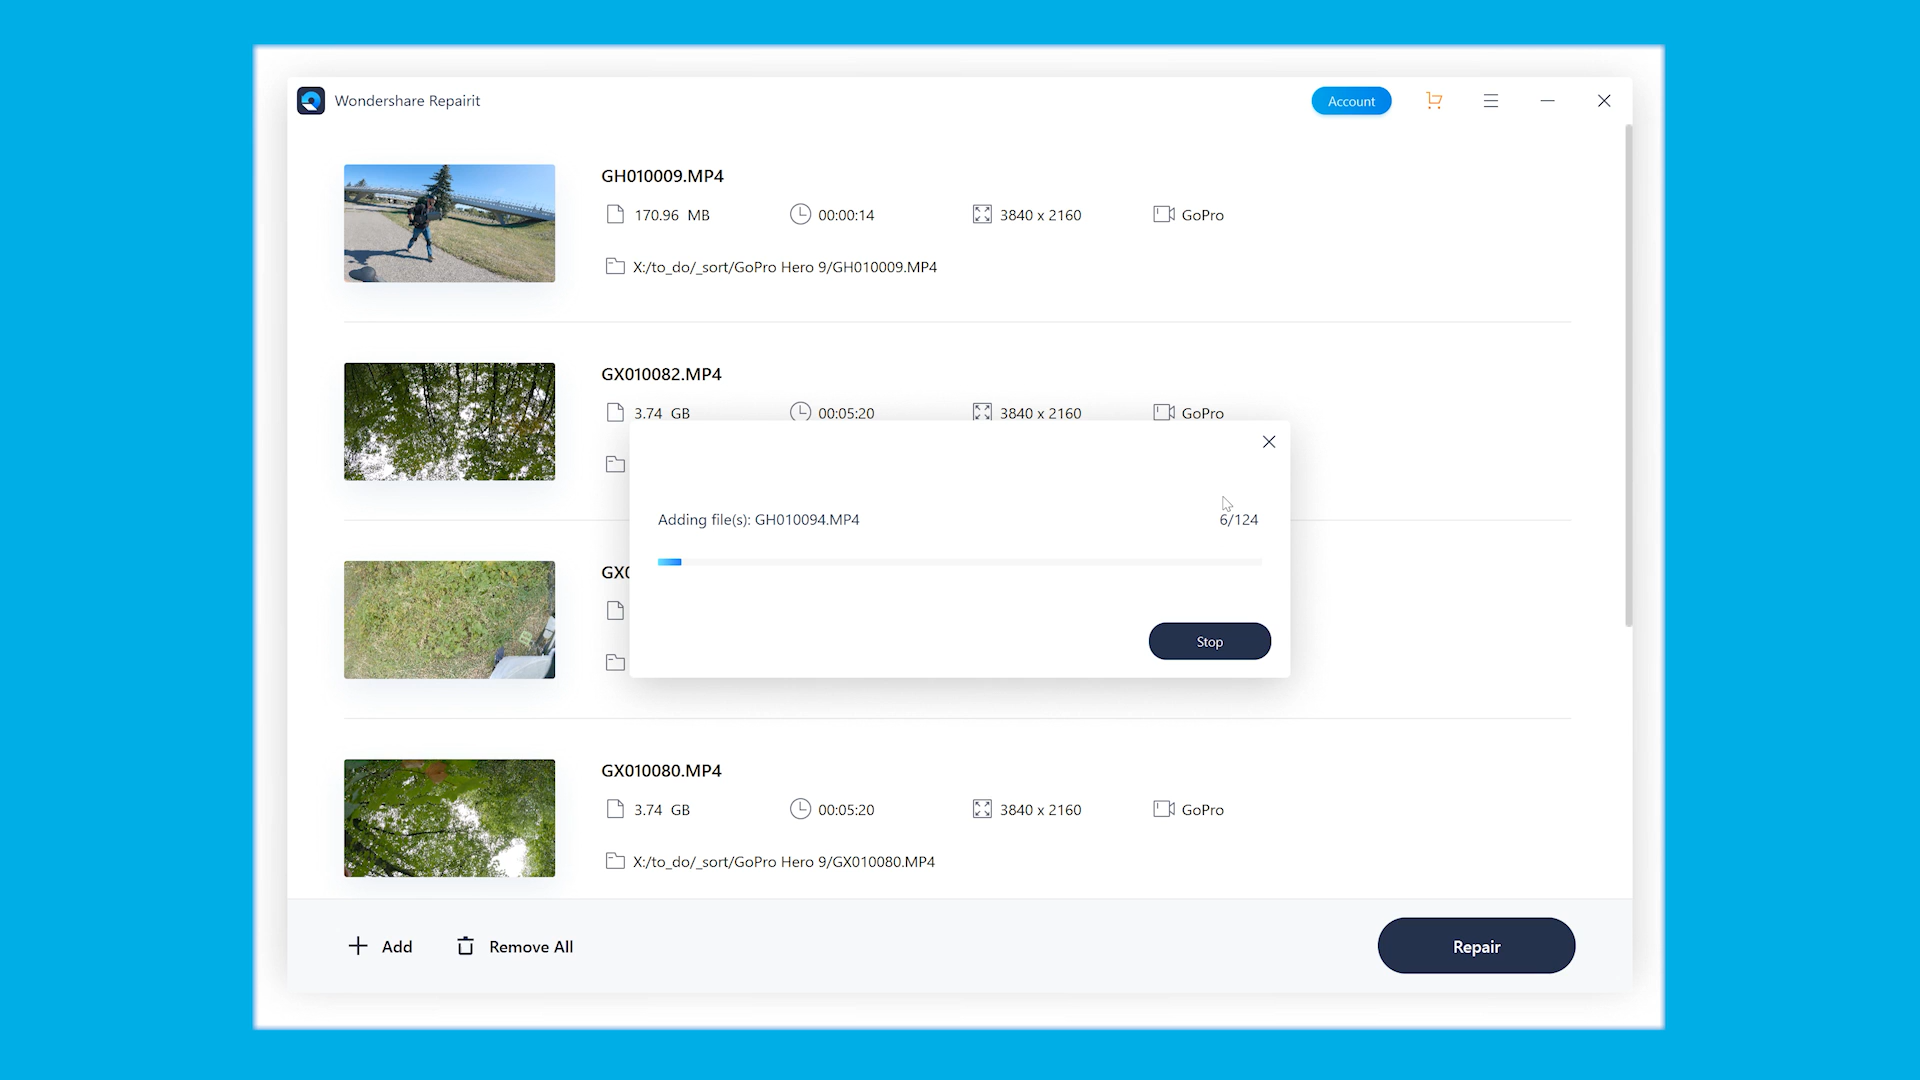 Wondershare Repairit
Account
GH010009.MP4
170.96 MB 00:00:14 3840 x 2160 GoPro
X:/to_do/_sort/GoPro Hero 9/GH010009.MP4
GX010082.MP4
3.74 GB 00:05:20 3840 x 2160 GoPro
Adding file(s): GH010094.MP4 6/124
Stop
GX010080.MP4
3.74 GB 00:05:20 3840 x 2160 GoPro
X:/to_do/_sort/GoPro Hero 9/GX010080.MP4
Add Remove All Repair